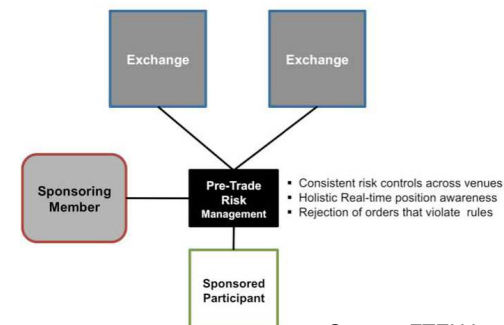 Exchange
Exchange
Sponsoring
Member
Pre-Trade
Risk
Management
▪ Consistent risk controls across venues
▪ Holistic Real-time position awareness
▪ Rejection of orders that violate rules
Sponsored
Participant